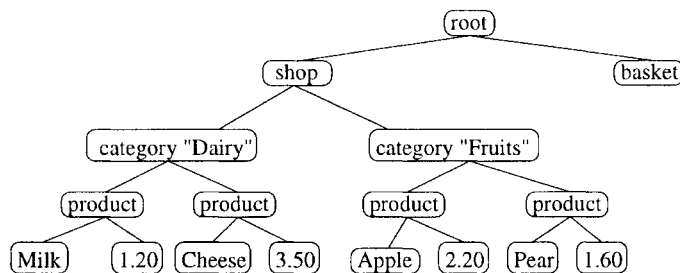 root
shop basket
category "Dairy" category "Fruits"
product product product product
Milk 1.20 Cheese 3.50 Apple 2.20 Pear 1.60